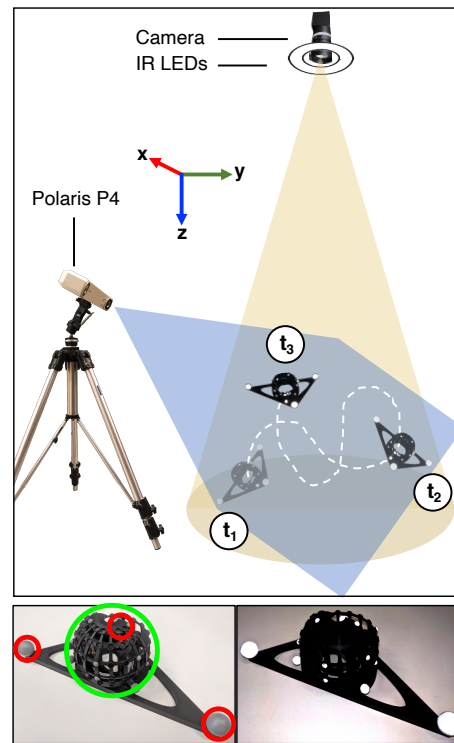 Camera
IR LEDs
x
y
z
Polaris P4
t₃
t₂
t₁